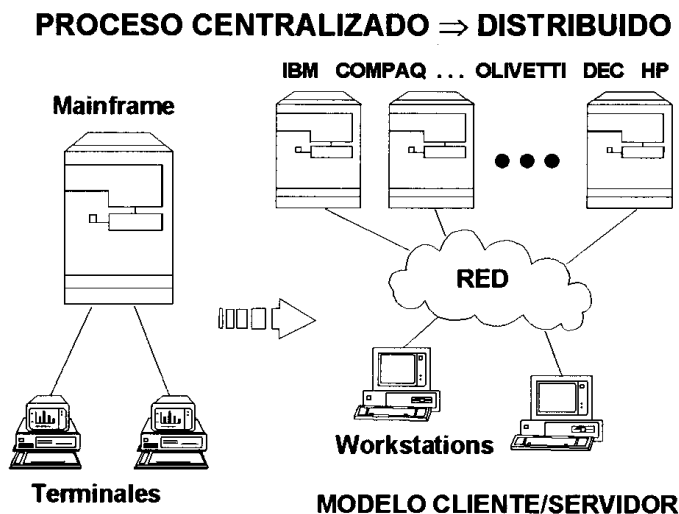 PROCESO CENTRALIZADO ⇒ DISTRIBUIDO
IBM COMPAQ ... OLIVETTI DEC HP
Mainframe
RED
Workstations
Terminales
MODELO CLIENTE/SERVIDOR